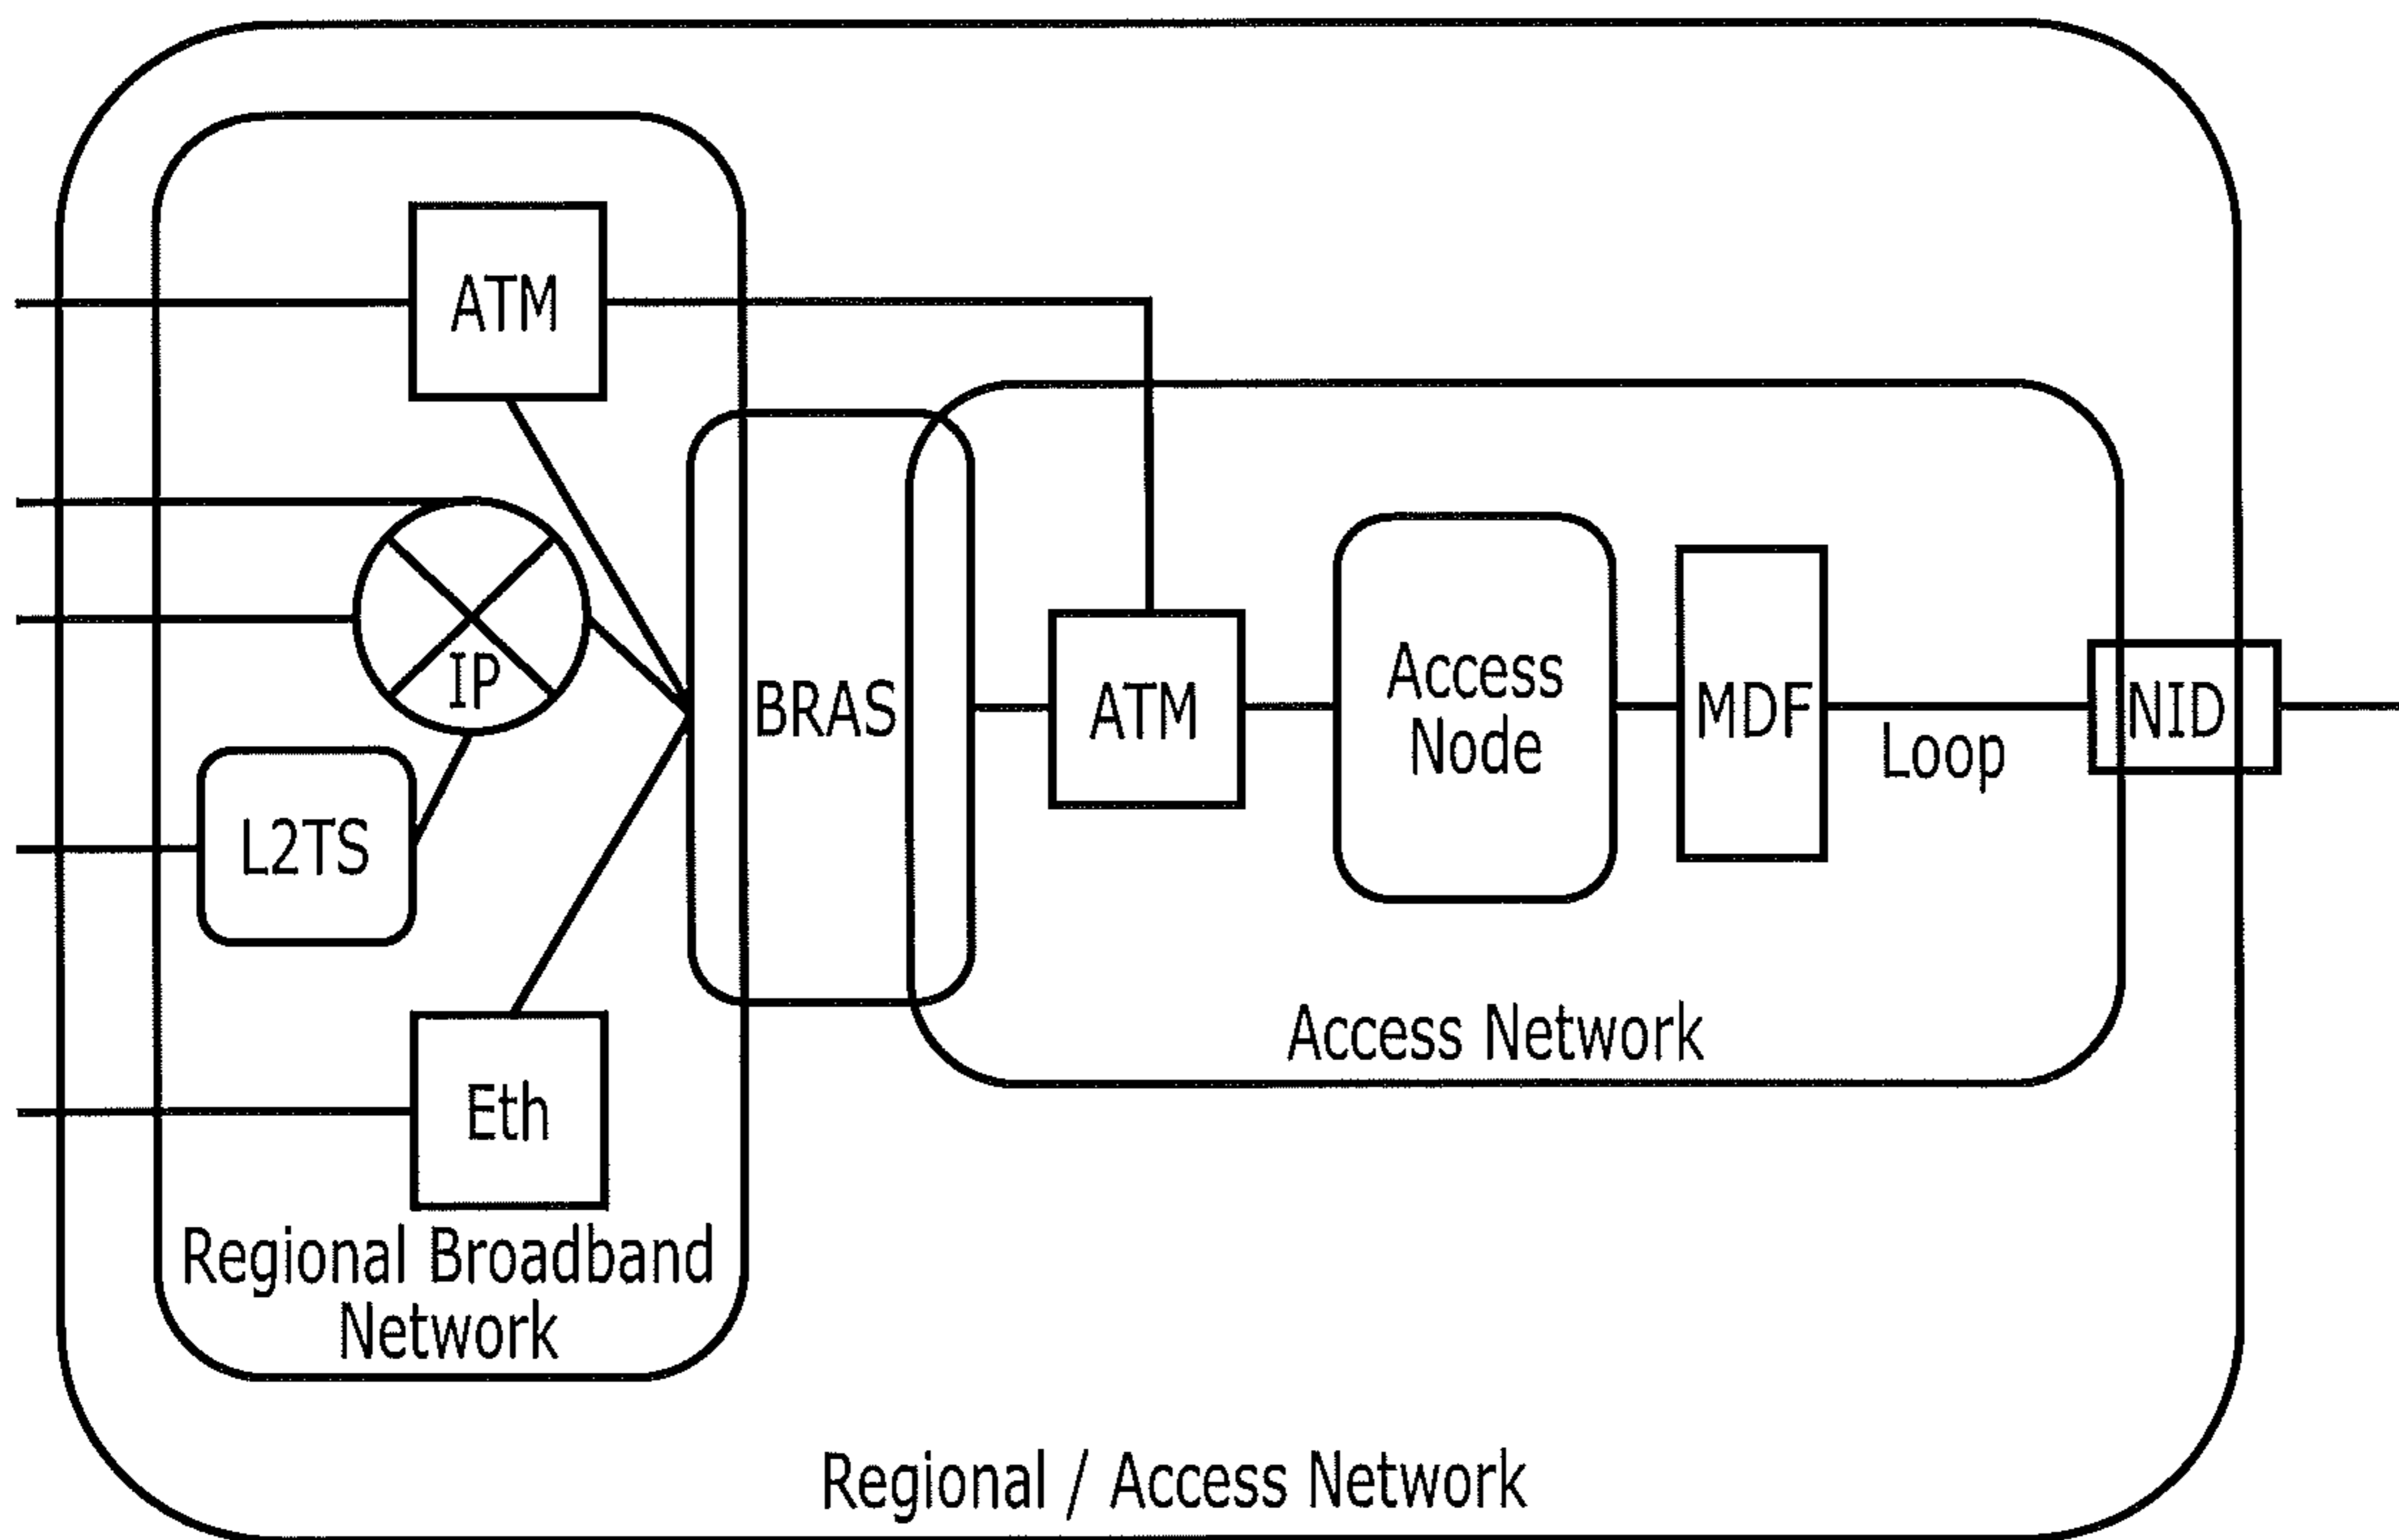 ATM
IP
L2TS
Eth
Regional Broadband
Network
BRAS
ATM
Access
Node
MDF
Loop
NID
Access Network
Regional / Access Network